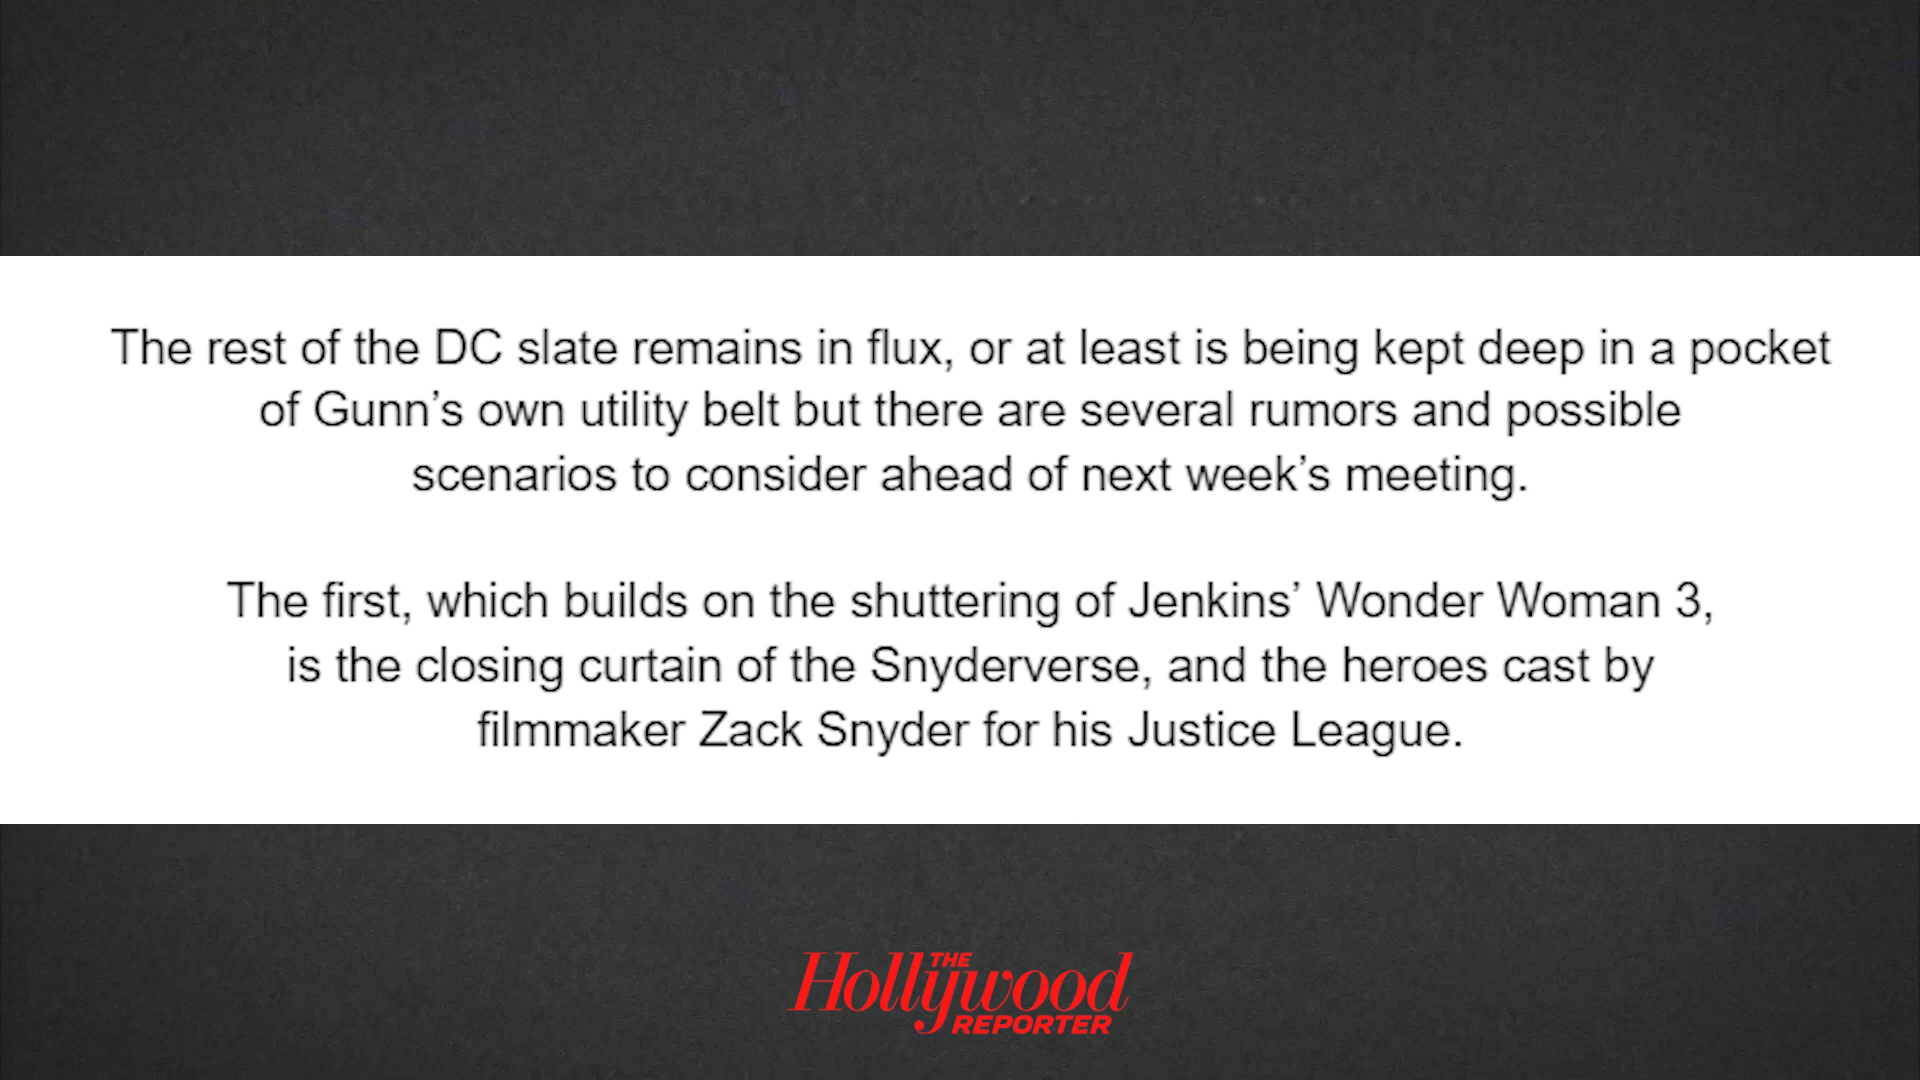 The rest of the DC slate remains in flux, or at least is being kept deep in a pocket
of Gunn’s own utility belt but there are several rumors and possible
scenarios to consider ahead of next week’s meeting.
The first, which builds on the shuttering of Jenkins’ Wonder Woman 3,
is the closing curtain of the Snyderverse, and the heroes cast by
filmmaker Zack Snyder for his Justice League.
THE
Hollywood
REPORTER